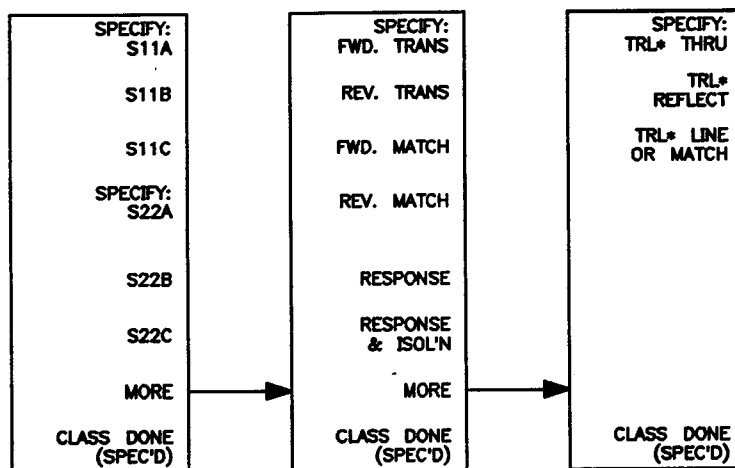 SPECIFY:
S11A
S11B
S11C
SPECIFY:
S22A
S22B
S22C
MORE
CLASS DONE
(SPEC'D)
SPECIFY:
FWD. TRANS
REV. TRANS
FWD. MATCH
REV. MATCH
RESPONSE
RESPONSE
& ISOL'N
MORE
CLASS DONE
(SPEC'D)
SPECIFY:
TRL* THRU
TRL*
REFLECT
TRL* LINE
OR MATCH
CLASS DONE
(SPEC'D)